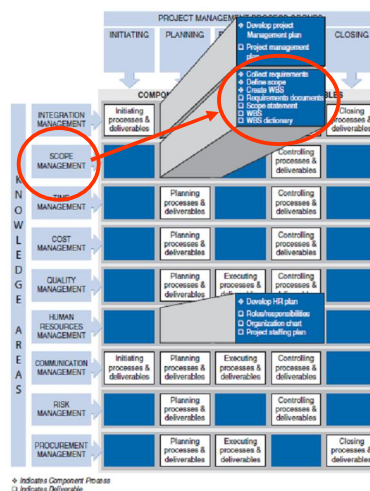 PROJECT MANAGEMENT PROCESS GROUPS
INITIATING
PLANNING
CLOSING
❖ Develop project
Management plan
❑ Project management
plan
❖ Collect requirements
❖ Define scope
❖ Create WBS
❑ Requirements documents
❑ Scope statement
❑ WBS
❑ WBS dictionary
KNOWLEDGE AREAS
INTEGRATION
MANAGEMENT
Initiating
processes &
deliverables
Closing
processes &
deliverables
SCOPE
MANAGEMENT
Controlling
processes &
deliverables
MANAGEMENT
Planning
processes &
deliverables
Controlling
processes &
deliverables
COST
MANAGEMENT
Planning
processes &
deliverables
Controlling
processes &
deliverables
QUALITY
MANAGEMENT
Planning
processes &
deliverables
Executing
processes &
deliverables
Controlling
processes &
deliverables
HUMAN
RESOURCES
MANAGEMENT
❖ Develop HR plan
❑ Roles/responsibilities
❑ Organization chart
❑ Project staffing plan
COMMUNICATION
MANAGEMENT
Initiating
processes &
deliverables
Planning
processes &
deliverables
Executing
processes &
deliverables
Controlling
processes &
deliverables
RISK
MANAGEMENT
Planning
processes &
deliverables
Controlling
processes &
deliverables
PROCUREMENT
MANAGEMENT
Planning
processes &
deliverables
Executing
processes &
deliverables
Closing
processes &
deliverables
❖ Indicates Component Process
❑ Indicates Deliverable